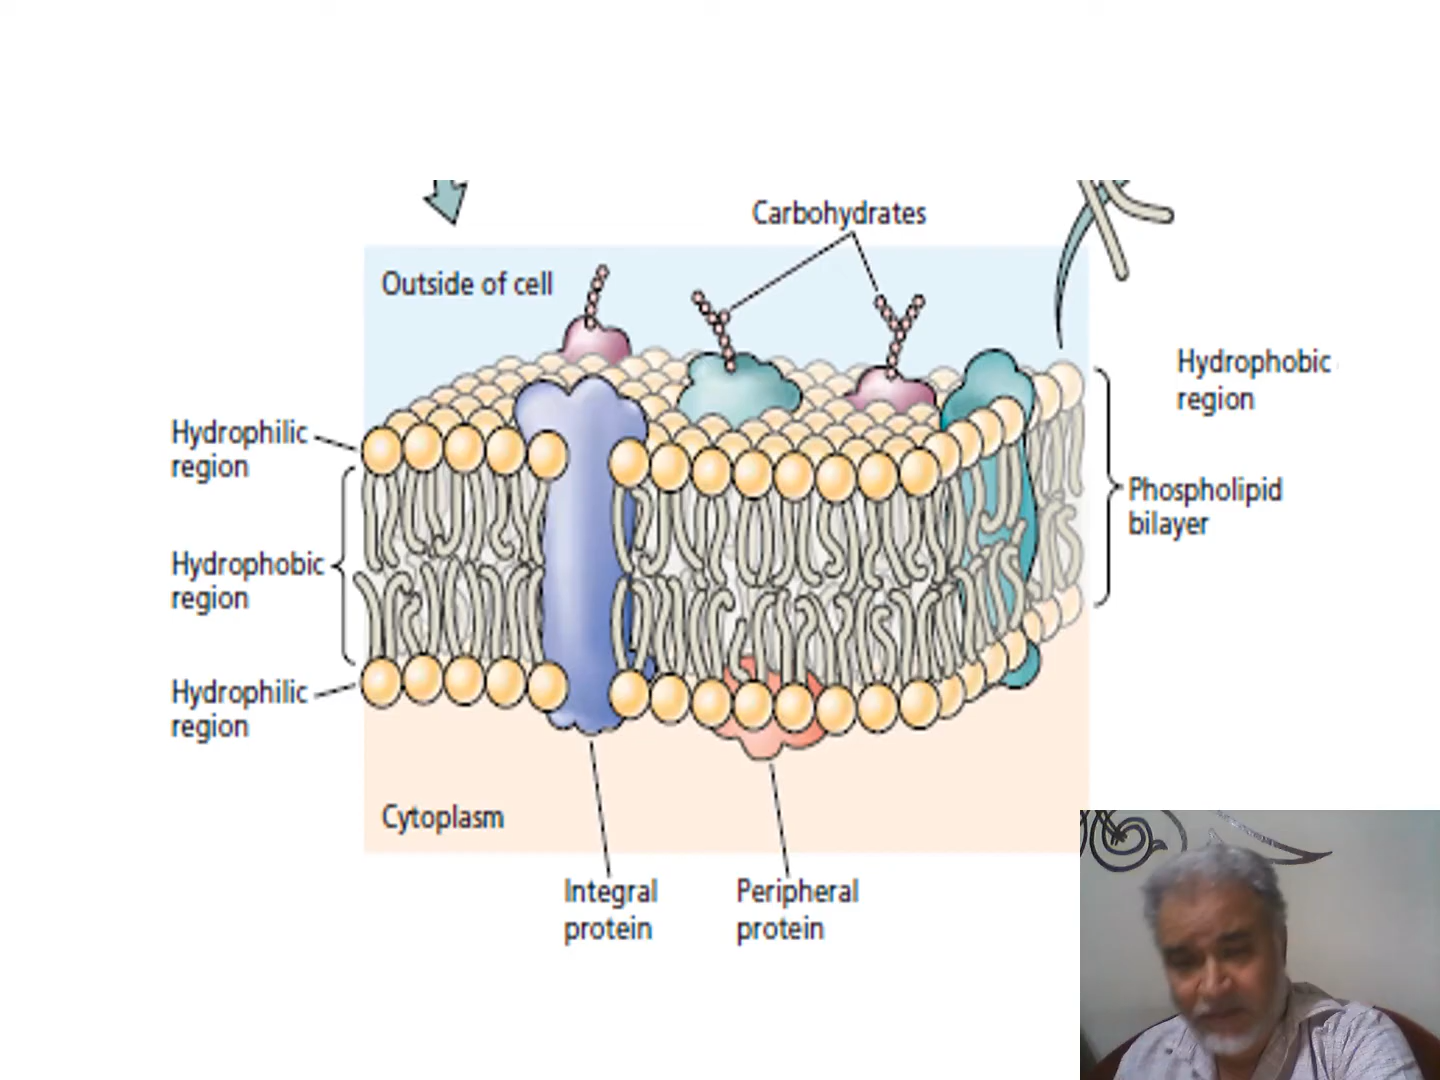 Carbohydrates
Outside of cell
Hydrophobic
region
Hydrophilic
region
Phospholipid
bilayer
Hydrophobic
region
Hydrophilic
region
Cytoplasm
Integral
protein
Peripheral
protein